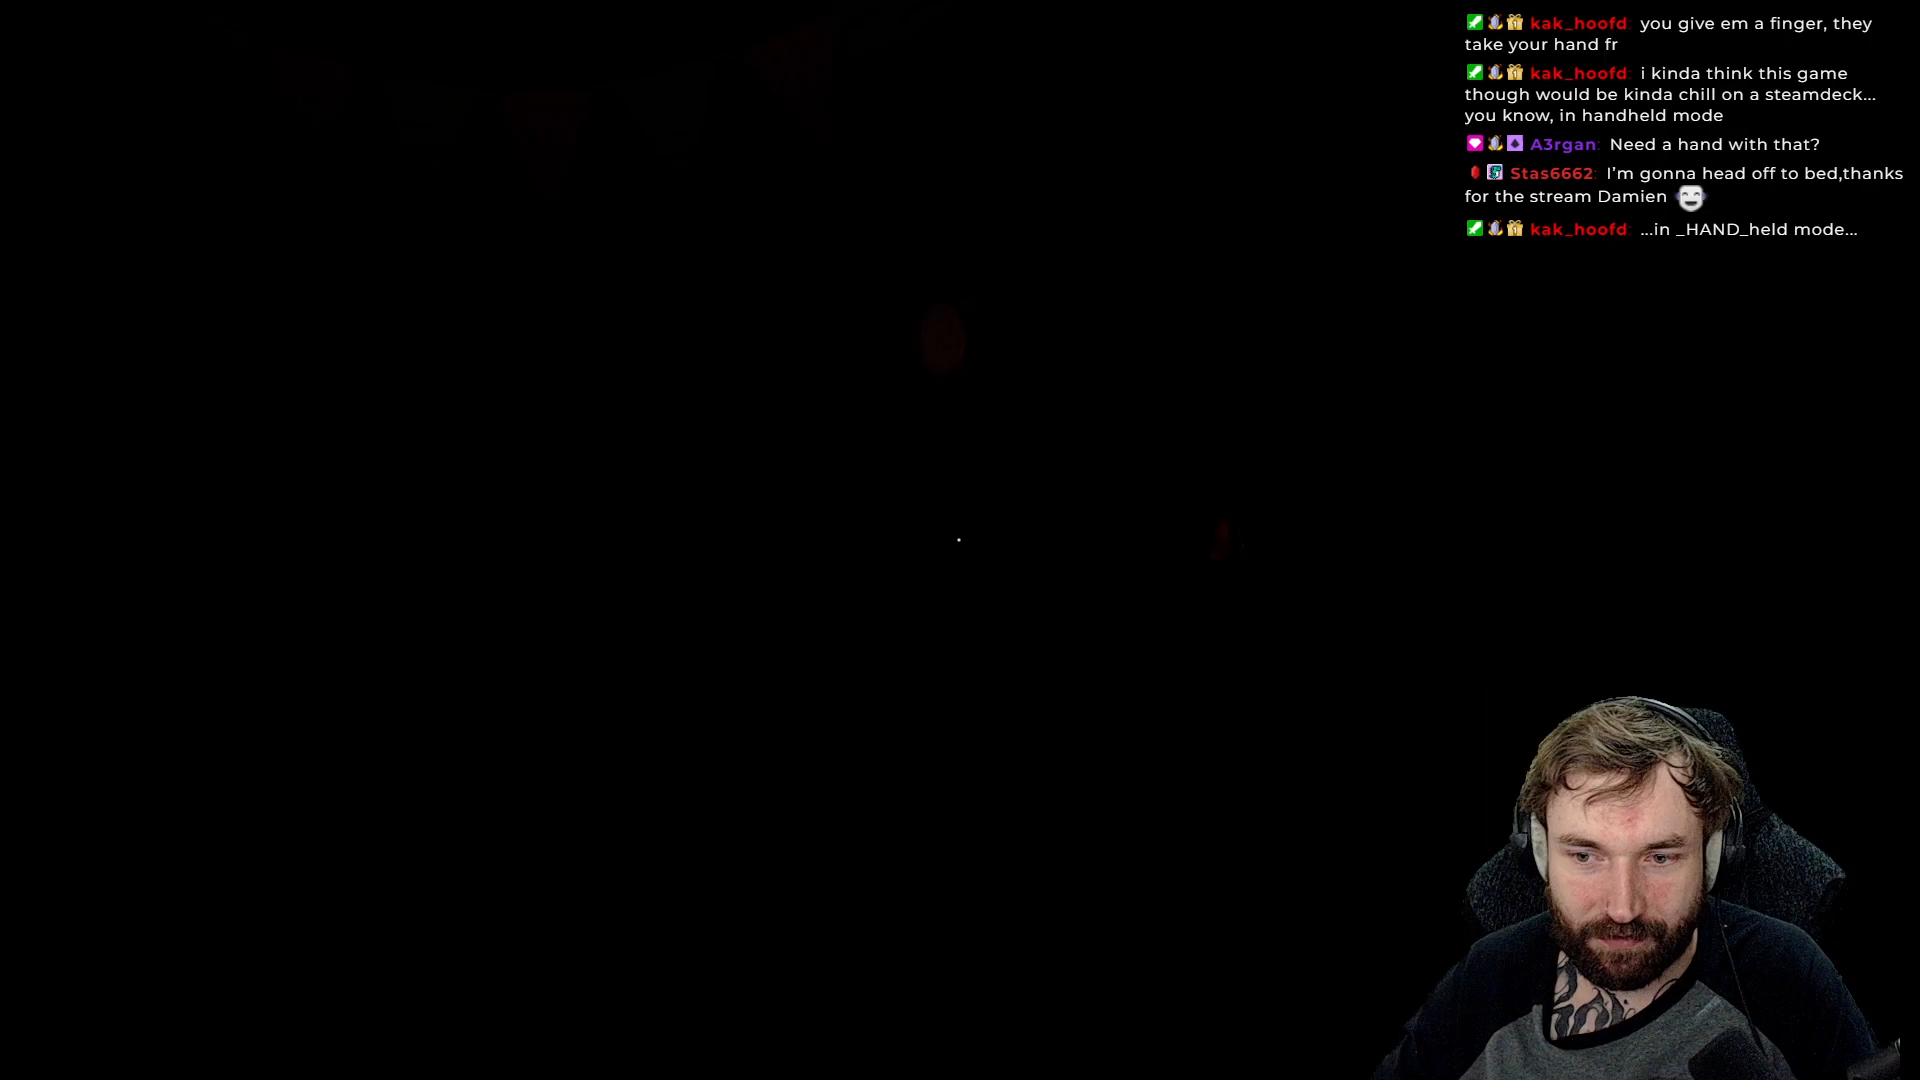 kak_hoofd: you give em a finger, they
take your hand fr
kak_hoofd: i kinda think this game
though would be kinda chill on a steamdeck...
you know, in handheld mode
A3rgan: Need a hand with that?
Stas6662: I’m gonna head off to bed,thanks
for the stream Damien
kak_hoofd: ...in _HAND_held mode...